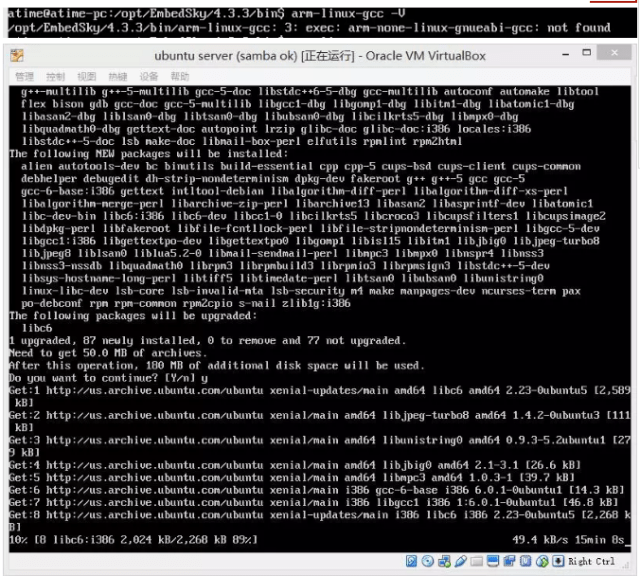 atime@atime-pc:/opt/EmbedSky/4.3.3/bin$ arm-linux-gcc -V
/opt/EmbedSky/4.3.3/bin/arm-linux-gcc: 3: exec: arm-none-linux-gnueabi-gcc: not found
ubuntu server (samba ok) [正在运行] - Oracle VM VirtualBox
管理 控制 视图 热键 设备 帮助
g++-multilib g++-5-multilib gcc-5-doc libstdc++6-5-dbg gcc-multilib autoconf automake libtool
flex bison gdb gcc-doc gcc-5-multilib libgcc1-dbg libgomp1-dbg libitm1-dbg libatomic1-dbg
libasan2-dbg liblsan0-dbg libtsan0-dbg libubsan0-dbg libcilkrts5-dbg libmpx0-dbg
libquadmath0-dbg gettext-doc autopoint lrzip glibc-doc glibc-doc:i386 locales:i386
libstdc++-5-doc lsb make-doc libmail-box-perl elfutils rpmlint rpm2html
The following NEW packages will be installed:
alien autotools-dev bc binutils build-essential cpp cpp-5 cups-bsd cups-client cups-common
debhelper debugedit dh-strip-nondeterminism dpkg-dev fakeroot g++ g++-5 gcc gcc-5
gcc-6-base:i386 gettext intltool-debian libalgorithm-diff-perl libalgorithm-diff-xs-perl
libalgorithm-merge-perl libarchive-zip-perl libarchive13 libasan2 libasprintf-dev libatomic1
libc-dev-bin libc6:i386 libc6-dev libcc1-0 libcilkrts5 libcroco3 libcupsfilters1 libcupsimage2
libdpkg-perl libfakeroot libfile-fcntllock-perl libfile-stripnondeterminism-perl libgcc-5-dev
libgcc1:i386 libgettextpo-dev libgettextpo0 libgomp1 libisl15 libitm1 libjbig0 libjpeg-turbo8
libjpeg8 liblsan0 liblua5.2-0 libmail-sendmail-perl libmpc3 libmpx0 libnspr4 libnss3
libnss3-nssdb libquadmath0 librpm3 librpmbuild3 librpmio3 librpmsign3 libstdc++-5-dev
libsys-hostname-long-perl libtiff5 libtimedate-perl libtsan0 libubsan0 libunistring0
linux-libc-dev lsb-core lsb-invalid-mta lsb-security m4 make manpages-dev ncurses-term pax
po-debconf rpm rpm-common rpm2cpio s-nail zlib1g:i386
The following packages will be upgraded:
libc6
1 upgraded, 87 newly installed, 0 to remove and 77 not upgraded.
Need to get 50.0 MB of archives.
After this operation, 180 MB of additional disk space will be used.
Do you want to continue? [Y/n] y
Get:1 http://us.archive.ubuntu.com/ubuntu xenial-updates/main amd64 libc6 amd64 2.23-0ubuntu5 [2,589
kB]
Get:2 http://us.archive.ubuntu.com/ubuntu xenial/main amd64 libjpeg-turbo8 amd64 1.4.2-0ubuntu3 [111
kB]
Get:3 http://us.archive.ubuntu.com/ubuntu xenial/main amd64 libunistring0 amd64 0.9.3-5.2ubuntu1 [27
9 kB]
Get:4 http://us.archive.ubuntu.com/ubuntu xenial/main amd64 libjbig0 amd64 2.1-3.1 [26.6 kB]
Get:5 http://us.archive.ubuntu.com/ubuntu xenial/main amd64 libmpc3 amd64 1.0.3-1 [39.7 kB]
Get:6 http://us.archive.ubuntu.com/ubuntu xenial/main i386 gcc-6-base i386 6.0.1-0ubuntu1 [14.3 kB]
Get:7 http://us.archive.ubuntu.com/ubuntu xenial/main i386 libgcc1 i386 1:6.0.1-0ubuntu1 [46.8 kB]
Get:8 http://us.archive.ubuntu.com/ubuntu xenial-updates/main i386 libc6 i386 2.23-0ubuntu5 [2,268 k
B]
10% [8 libc6:i386 2,024 kB/2,268 kB 89%] 49.4 kB/s 15min 8s_
Right Ctrl